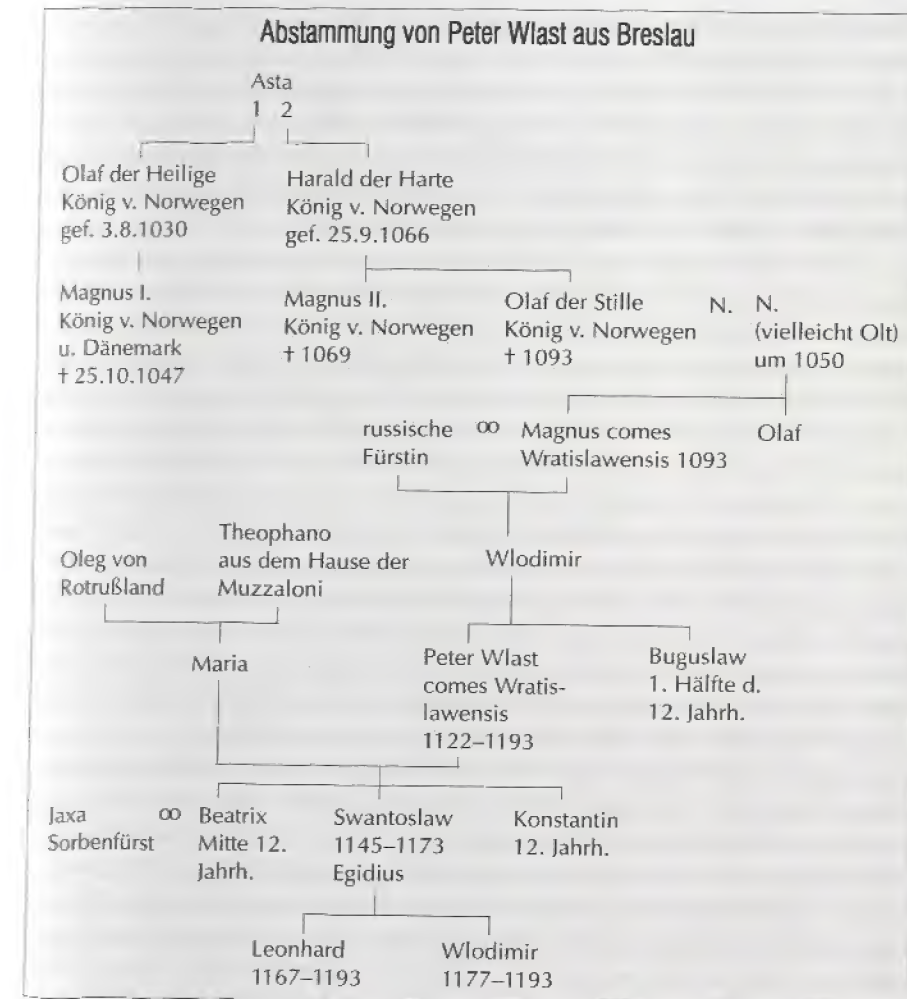 Abstammung von Peter Wlast aus Breslau
Asta
1 2
Olaf der Heilige
König v. Norwegen
gef. 3.8.1030
Harald der Harte
König v. Norwegen
gef. 25.9.1066
Magnus I.
König v. Norwegen
u. Dänemark
† 25.10.1047
Magnus II.
König v. Norwegen
† 1069
Olaf der Stille
König v. Norwegen
† 1093
N. N.
(vielleicht Olt)
um 1050
russische
Fürstin
∞ Magnus comes
Wratislawensis 1093
Olaf
Oleg von
Rotrußland
Theophano
aus dem Hause der
Muzzaloni
Wlodimir
Maria
Peter Wlast
comes Wratis-
lawensis
1122–1193
Buguslaw
1. Hälfte d.
12. Jahrh.
Jaxa
Sorbenfürst
∞ Beatrix
Mitte 12.
Jahrh.
Swantoslaw
1145–1173
Egidius
Konstantin
12. Jahrh.
Leonhard
1167–1193
Wlodimir
1177–1193